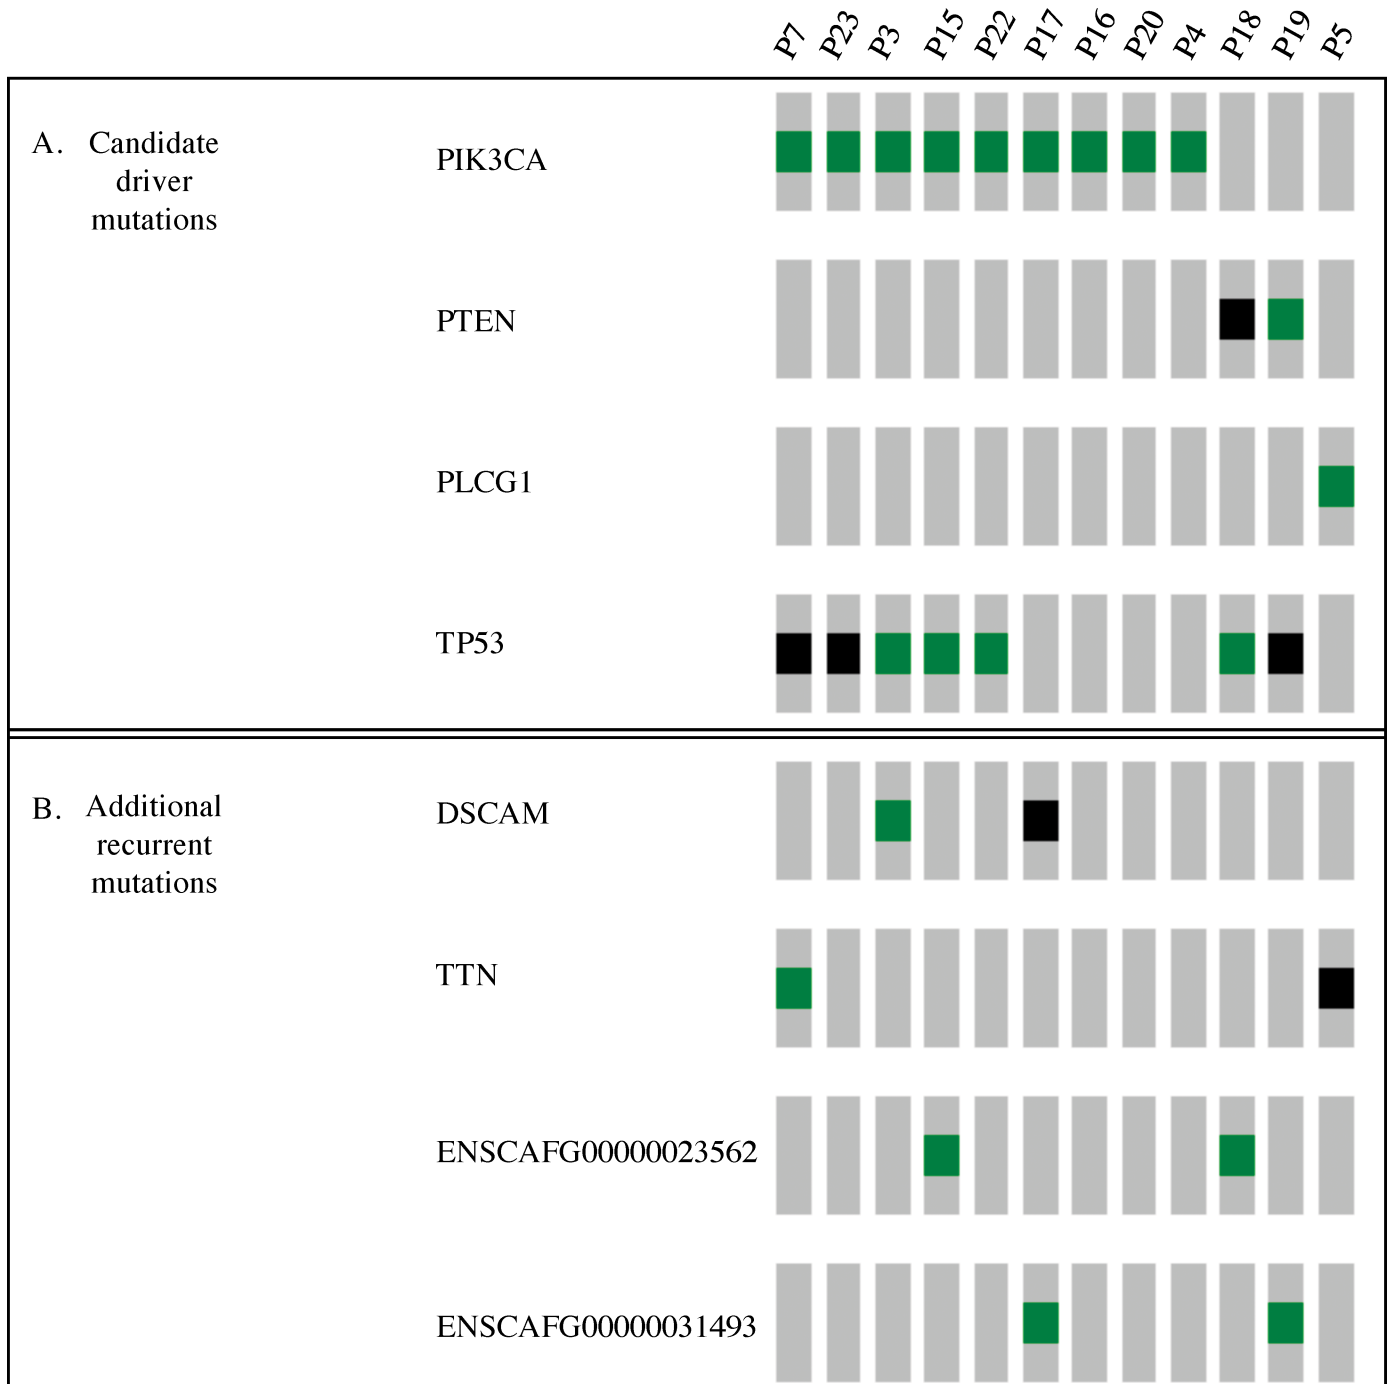 P7 P23 P3 P15 P22 P17 P16 P20 P4 P18 P19 P5
A. Candidate
driver
mutations
PIK3CA
PTEN
PLCG1
TP53
B. Additional
recurrent
mutations
DSCAM
TTN
ENSCAFG00000023562
ENSCAFG00000031493